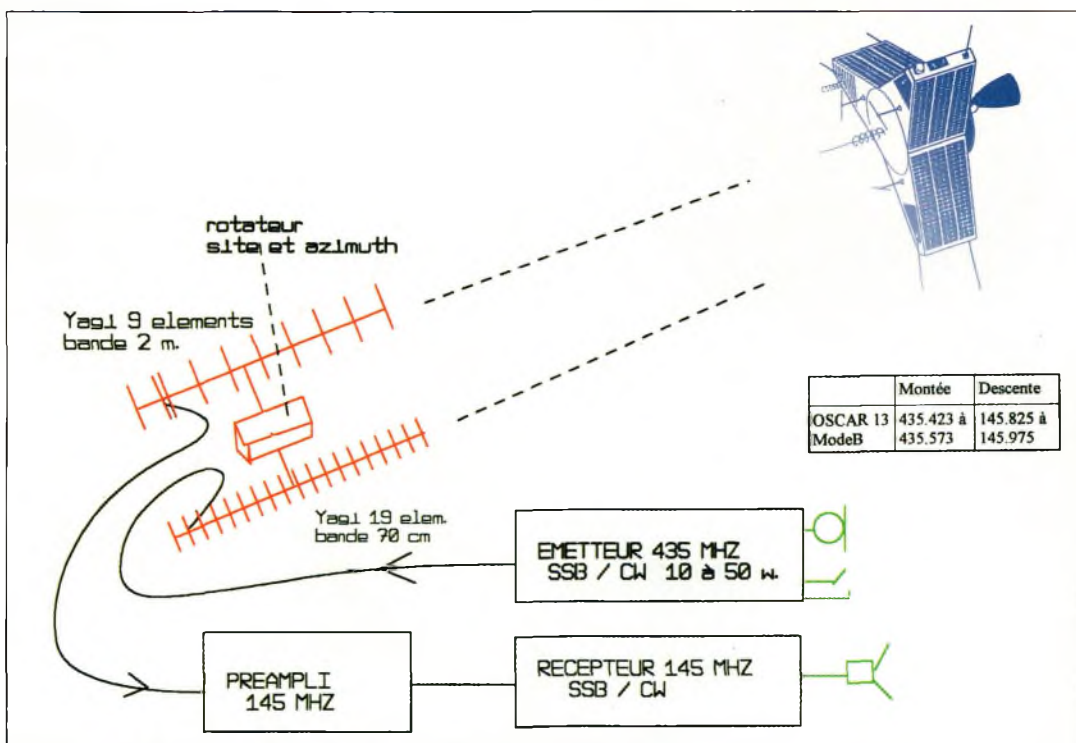 rotateur
site et azimuth
Yagi 9 elements
bande 2 m.
Montée Descente
OSCAR 13 435.423 à 145.825 à
ModeB 435.573 145.975
Yagi 19 elem.
bande 70 cm
EMETTEUR 435 MHZ
SSB / CW 10 à 50 w.
PREAMPLI
145 MHZ
RECEPTEUR 145 MHZ
SSB / CW